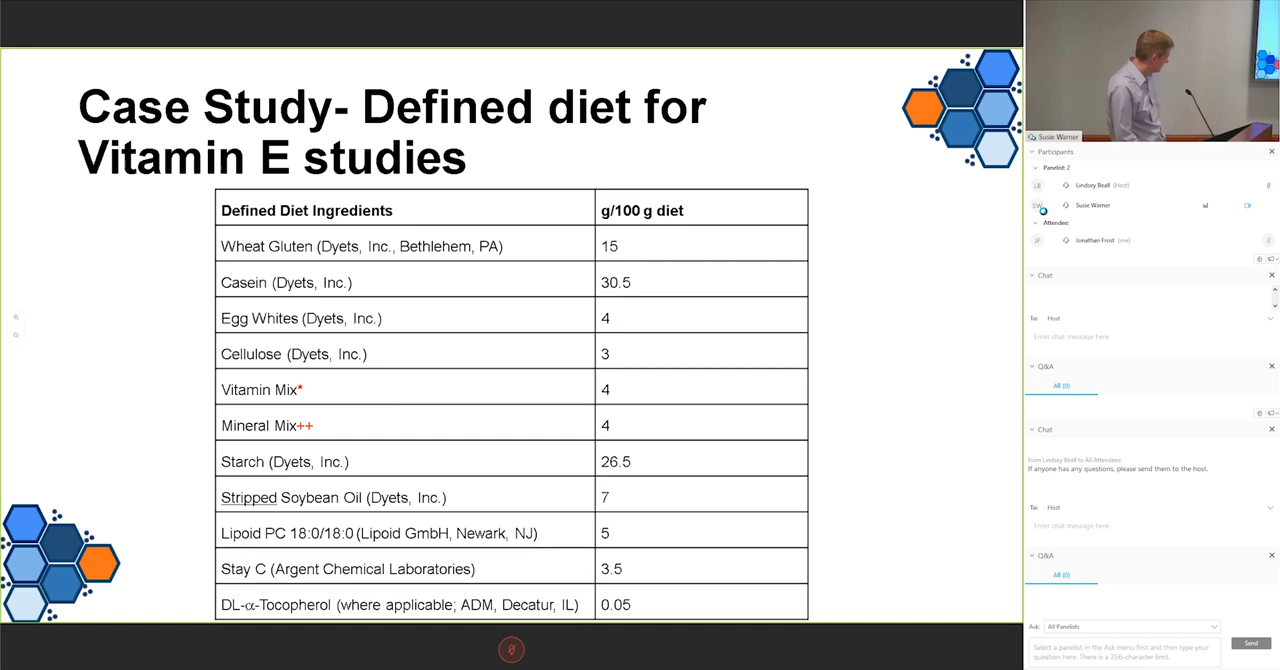 Case Study- Defined diet for
Vitamin E studies
Defined Diet Ingredients g/100 g diet
Wheat Gluten (Dyets, Inc., Bethlehem, PA) 15
Casein (Dyets, Inc.) 30.5
Egg Whites (Dyets, Inc.) 4
Cellulose (Dyets, Inc.) 3
Vitamin Mix* 4
Mineral Mix++ 4
Starch (Dyets, Inc.) 26.5
Stripped Soybean Oil (Dyets, Inc.) 7
Lipoid PC 18:0/18:0 (Lipoid GmbH, Newark, NJ) 5
Stay C (Argent Chemical Laboratories) 3.5
DL-α-Tocopherol (where applicable; ADM, Decatur, IL) 0.05
Susie Warner
Participants
Panelist: 2
LB Lindsey Beall (Host)
SW Susie Warner
Attendee:
JF Jonathan Frost (me)
Chat
To: Host
Enter chat message here
Q&A
All (0)
Chat
from Lindsey Beall to All Attendees:
If anyone has any questions, please send them to the host.
To: Host
Enter chat message here
Q&A
All (0)
Ask: All Panelists
Select a panelist in the Ask menu first and then type your
question here. There is a 256-character limit.
Send